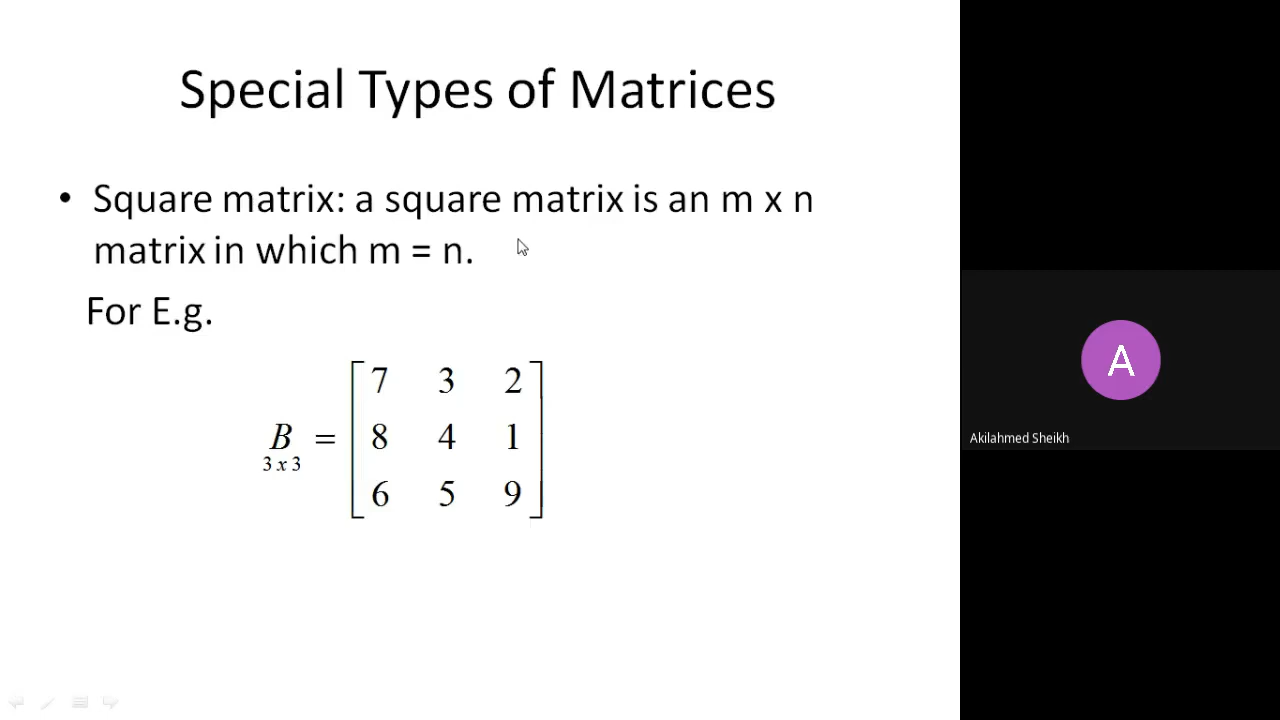 Special Types of Matrices
• Square matrix: a square matrix is an m x n
matrix in which m = n.
For E.g.
7 3 2
B = 8 4 1
3 x 3
6 5 9
A
Akilahmed Sheikh